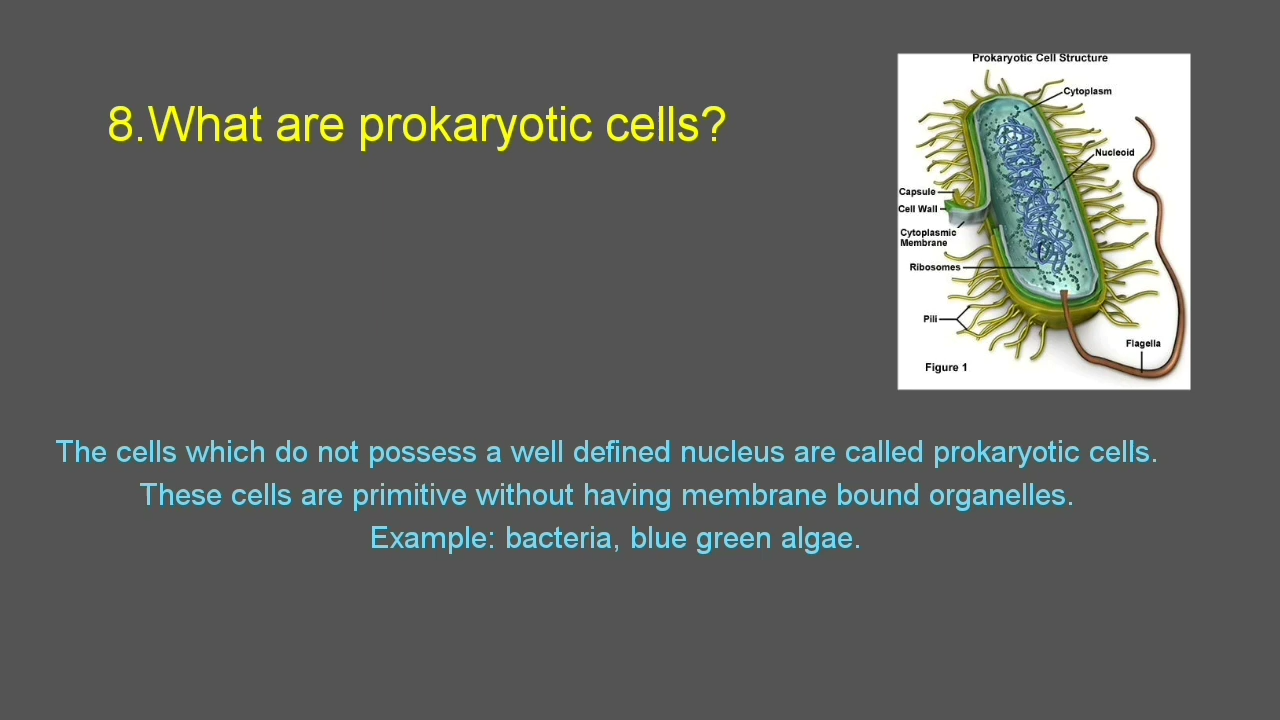 8.What are prokaryotic cells?
Prokaryotic Cell Structure
Cytoplasm
Nucleoid
Capsule
Cell Wall
Cytoplasmic
Membrane
Ribosomes
Pili
Flagella
Figure 1
The cells which do not possess a well defined nucleus are called prokaryotic cells.
These cells are primitive without having membrane bound organelles.
Example: bacteria, blue green algae.